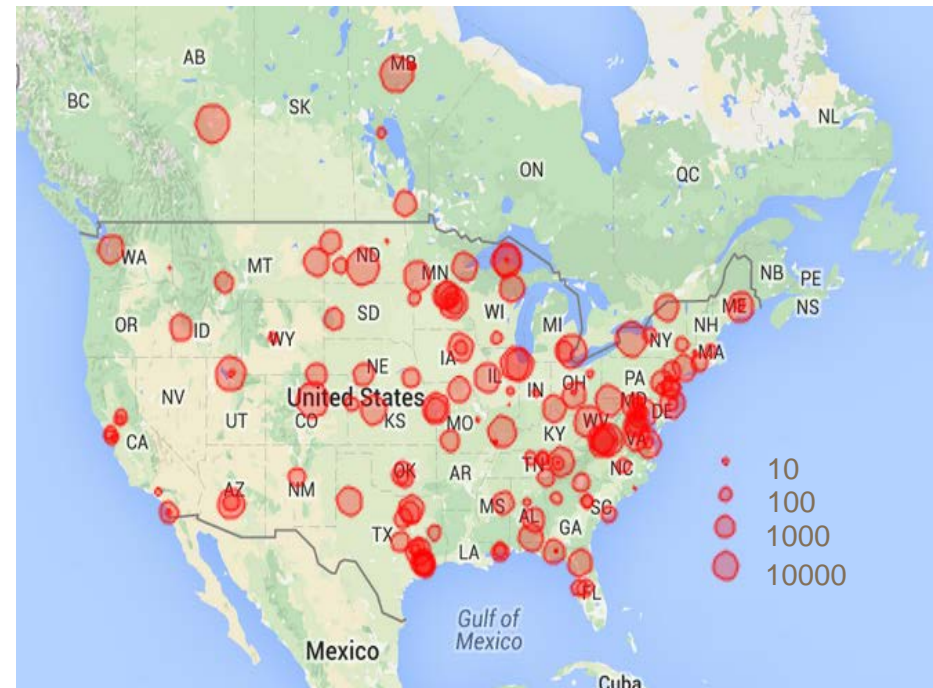 AB
MB
BC
SK
NL
ON
QC
WA
MT
ND
MN
NB
PE
NS
ME
OR
ID
SD
WI
MI
NH
NY
WY
MA
IA
NE
IL
IN
OH
PA
NV
United States
MD
DE
UT
CO
KS
MO
WV
KY
VA
CA
AZ
NM
OK
AR
TN
NC
MS
AL
GA
SC
TX
LA
FL
10
100
1000
10000
Gulf of
Mexico
Mexico
Cuba